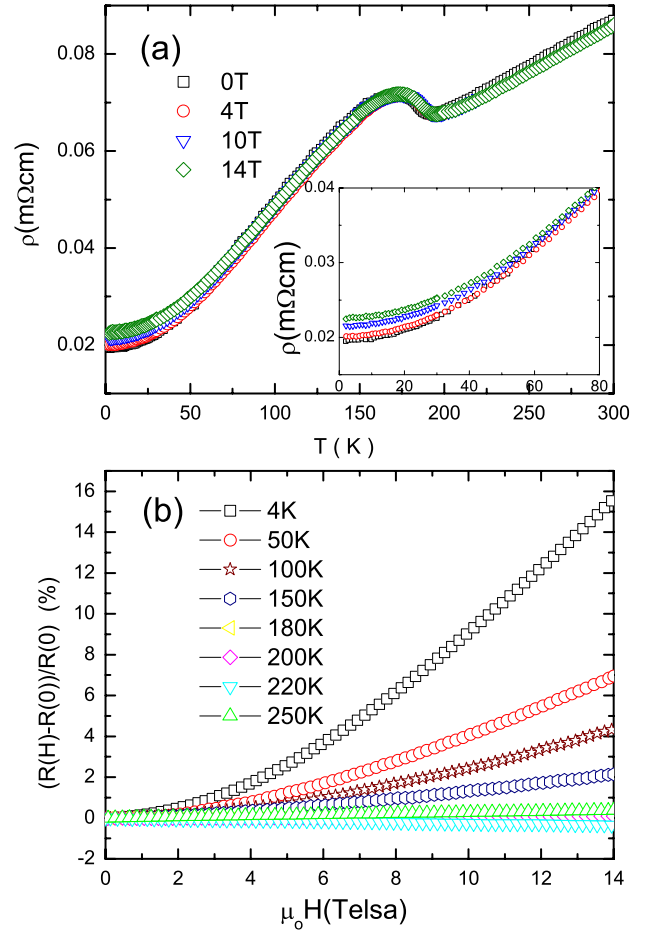 (a)
0T
4T
10T
14T
0.08
0.06
0.04
0.02
ρ(mΩcm)
0.04
0.03
0.02
ρ(mΩcm)
0 20 40 60 80
0 50 100 150 200 250 300
T ( K )
(b)
4K
50K
100K
150K
180K
200K
220K
250K
16
14
12
10
8
6
4
2
0
-2
(R(H)-R(0))/R(0) (%)
0 2 4 6 8 10 12 14
μoH(Telsa)